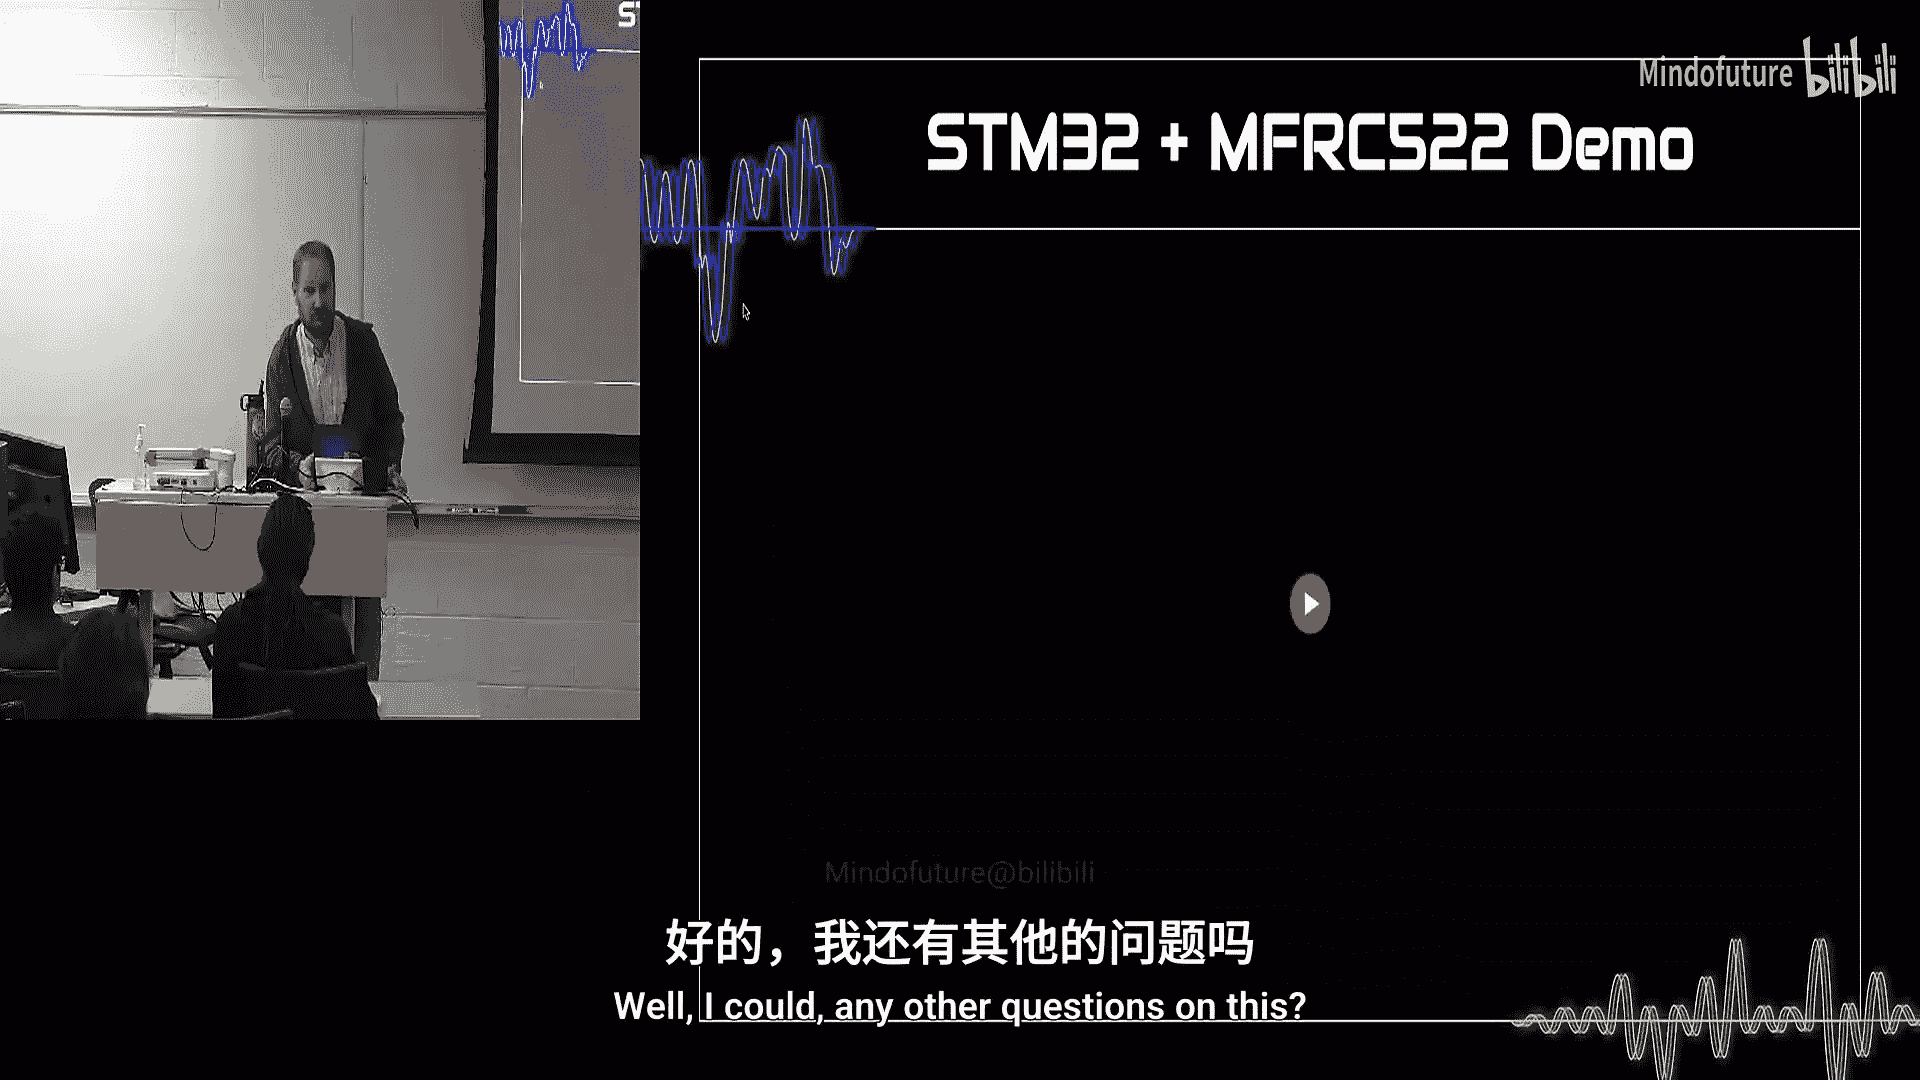 ST
Mindofuture bilibili
STM32 + MFRC522 Demo
Mindofuture@bilibili
好的，我还有其他的问题吗
Well, I could, any other questions on this?